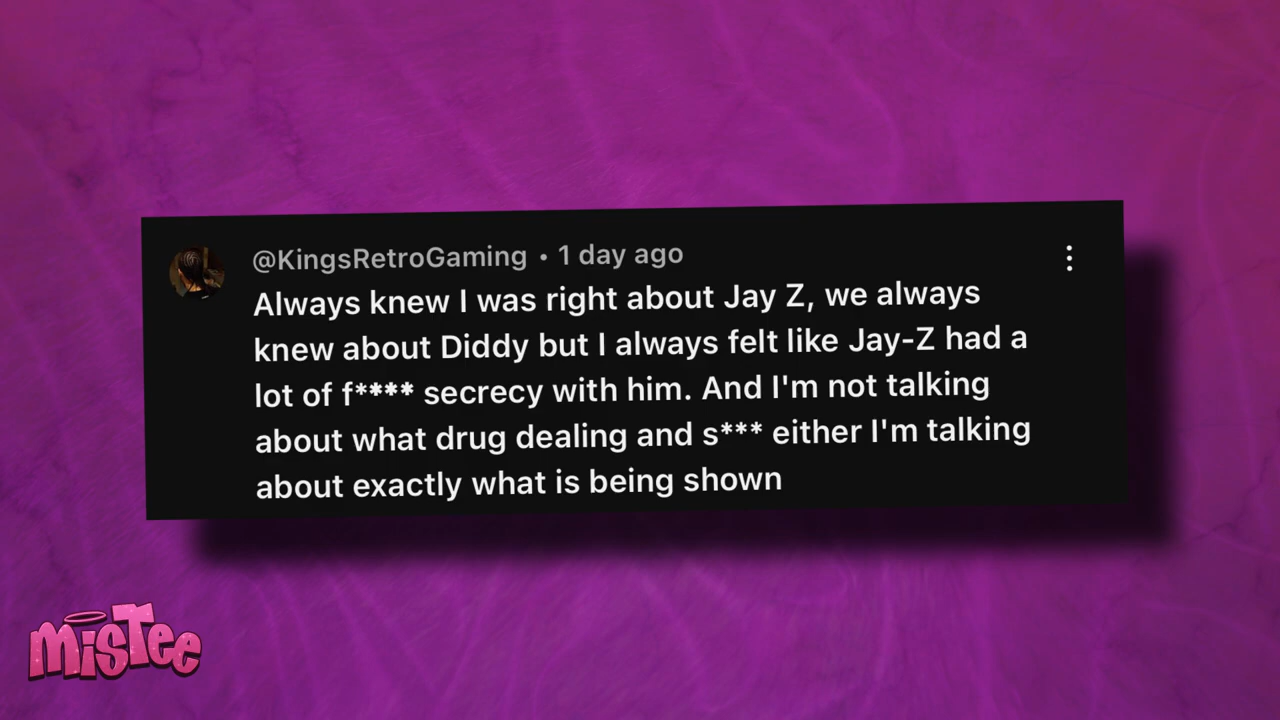 @KingsRetroGaming • 1 day ago
Always knew I was right about Jay Z, we always
knew about Diddy but I always felt like Jay-Z had a
lot of f**** secrecy with him. And I'm not talking
about what drug dealing and s*** either I'm talking
about exactly what is being shown
MisTee